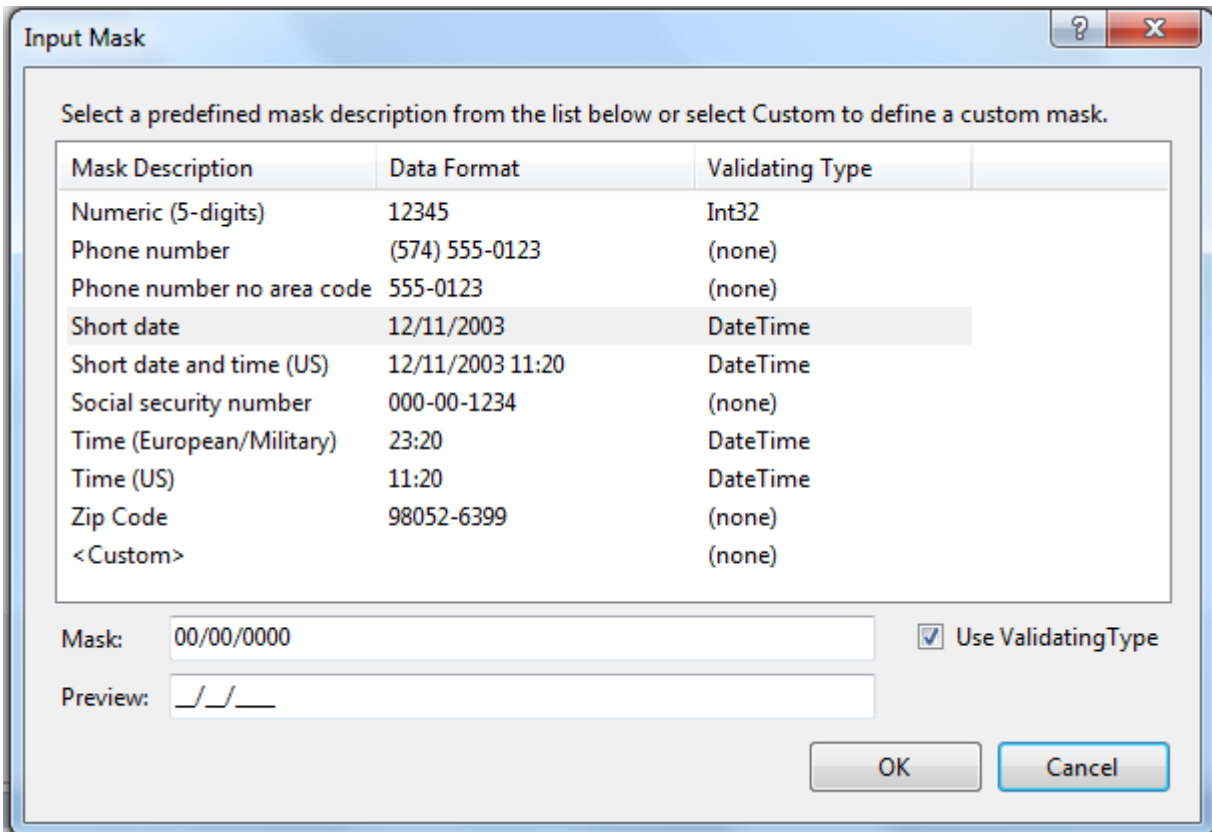 Input Mask
Select a predefined mask description from the list below or select Custom to define a custom mask.
Mask Description Data Format Validating Type
Numeric (5-digits) 12345 Int32
Phone number (574) 555-0123 (none)
Phone number no area code 555-0123 (none)
Short date 12/11/2003 DateTime
Short date and time (US) 12/11/2003 11:20 DateTime
Social security number 000-00-1234 (none)
Time (European/Military) 23:20 DateTime
Time (US) 11:20 DateTime
Zip Code 98052-6399 (none)
<Custom> (none)
Mask: 00/00/0000 Use ValidatingType
Preview: __/__/____
OK Cancel